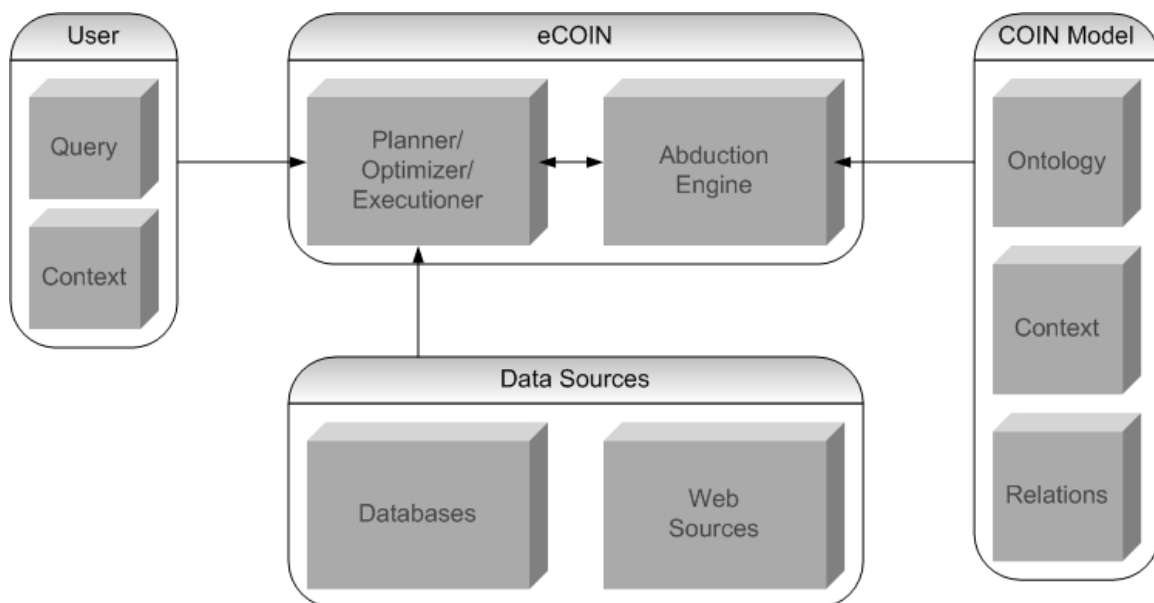 User
Query
Context
eCOIN
Planner/
Optimizer/
Executioner
Abduction
Engine
Data Sources
Databases
Web
Sources
COIN Model
Ontology
Context
Relations